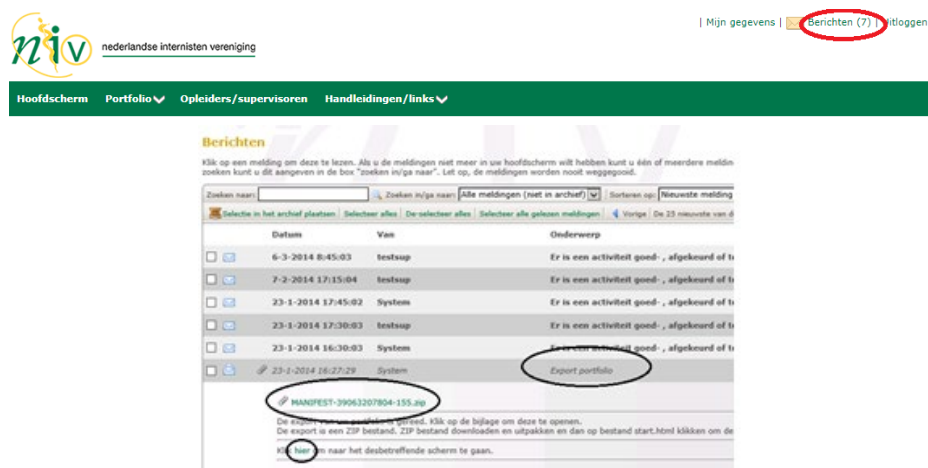 | Mijn gegevens | Berichten (7) | Uitloggen
niv nederlandse internisten vereniging
Hoofdscherm Portfolio Opleiders/supervisoren Handleidingen/links
Berichten
Klik op een melding om deze te lezen. Als u de meldingen niet meer in uw hoofdscherm wilt hebben kunt u één of meerdere meldin
zoeken kunt u dit aangeven in de box "zoeken in/ga naar". Let op, de meldingen worden nooit weggegooid.
Zoeken naar: Zoeken in/ga naar: Alle meldingen (niet in archief) Sorteren op: Nieuwste melding
Selectie in het archief plaatsen | Selecteer alles | De-selecteer alles | Selecteer alle gelezen meldingen | Vorige | De 25 nieuwste van d
Datum Van Onderwerp
6-3-2014 8:45:03 testsup Er is een activiteit goed- , afgekeurd of t
7-2-2014 17:15:04 testsup Er is een activiteit goed- , afgekeurd of t
23-1-2014 17:45:02 System Er is een activiteit goed- , afgekeurd of t
23-1-2014 17:30:03 testsup Er is een activiteit goed- , afgekeurd of t
23-1-2014 16:30:03 System Er is een activiteit goed- , afgekeurd of t
23-1-2014 16:27:29 System Export portfolio
MANIFEST-39063207804-155.zip
De export van uw portfolio is gereed. Klik op de bijlage om deze te openen.
De export is een ZIP bestand. ZIP bestand downloaden en uitpakken en dan op bestand start.html klikken om de
Klik hier om naar het desbetreffende scherm te gaan.